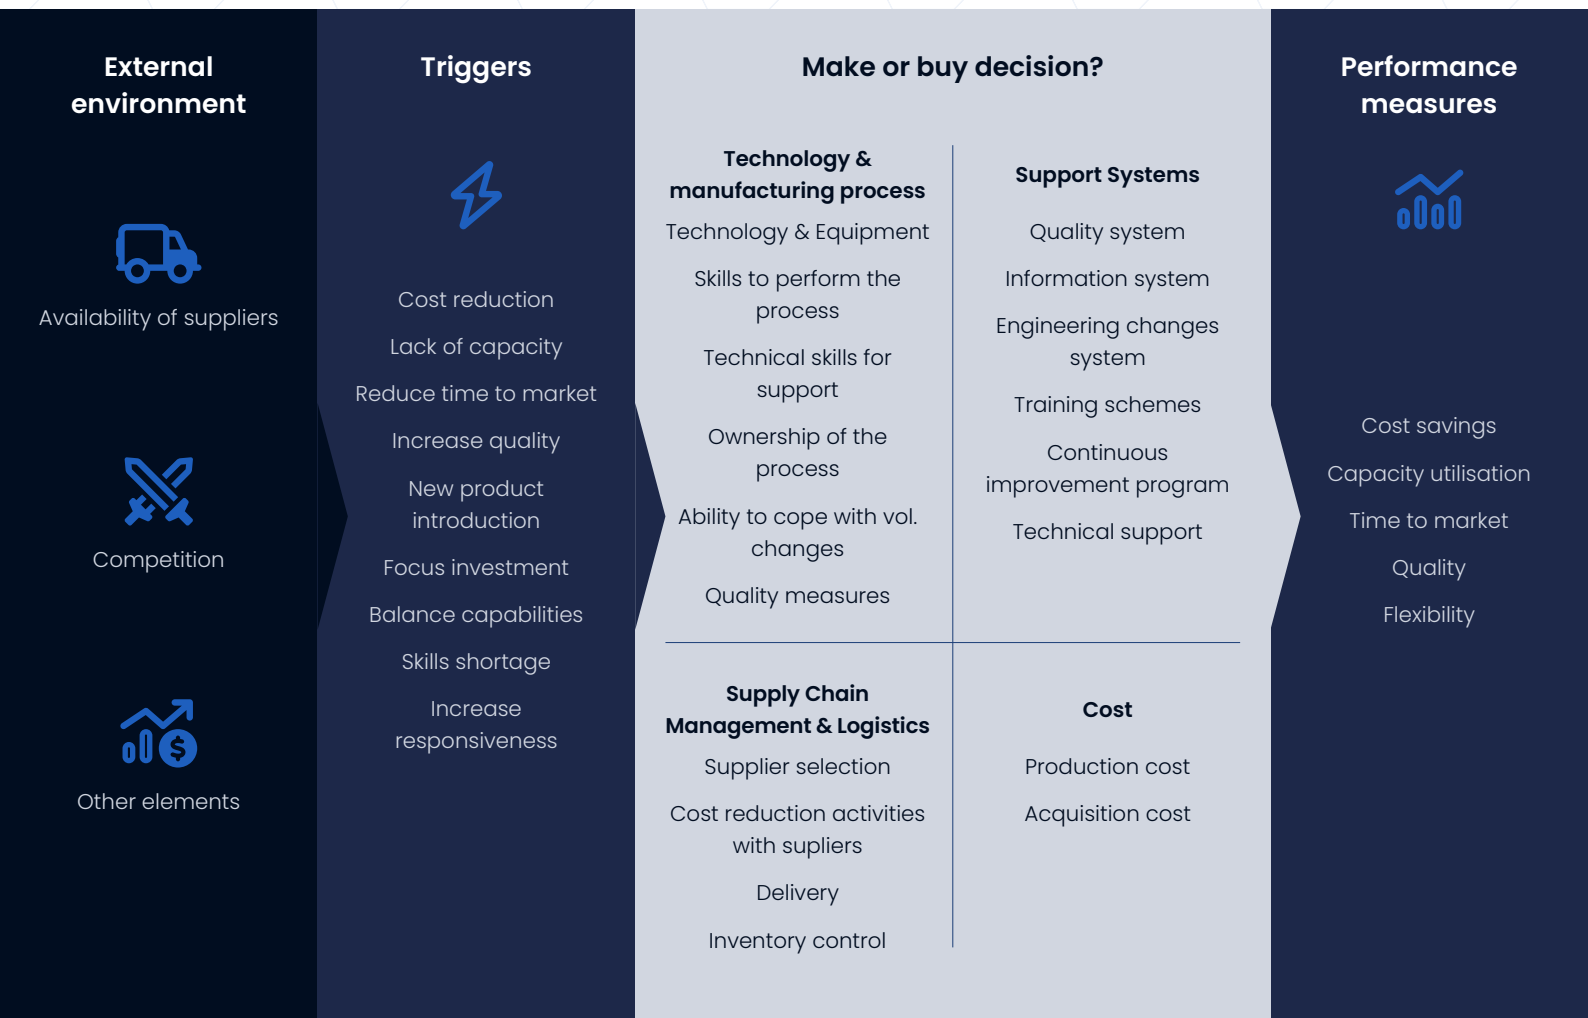 External
environment
Availability of suppliers
Competition
Other elements
Triggers
Cost reduction
Lack of capacity
Reduce time to market
Increase quality
New product
introduction
Focus investment
Balance capabilities
Skills shortage
Increase
responsiveness
Make or buy decision?
Technology &
manufacturing process
Technology & Equipment
Skills to perform the
process
Technical skills for
support
Ownership of the
process
Ability to cope with vol.
changes
Quality measures
Support Systems
Quality system
Information system
Engineering changes
system
Training schemes
Continuous
improvement program
Technical support
Supply Chain
Management & Logistics
Supplier selection
Cost reduction activities
with supliers
Delivery
Inventory control
Cost
Production cost
Acquisition cost
Performance
measures
Cost savings
Capacity utilisation
Time to market
Quality
Flexibility